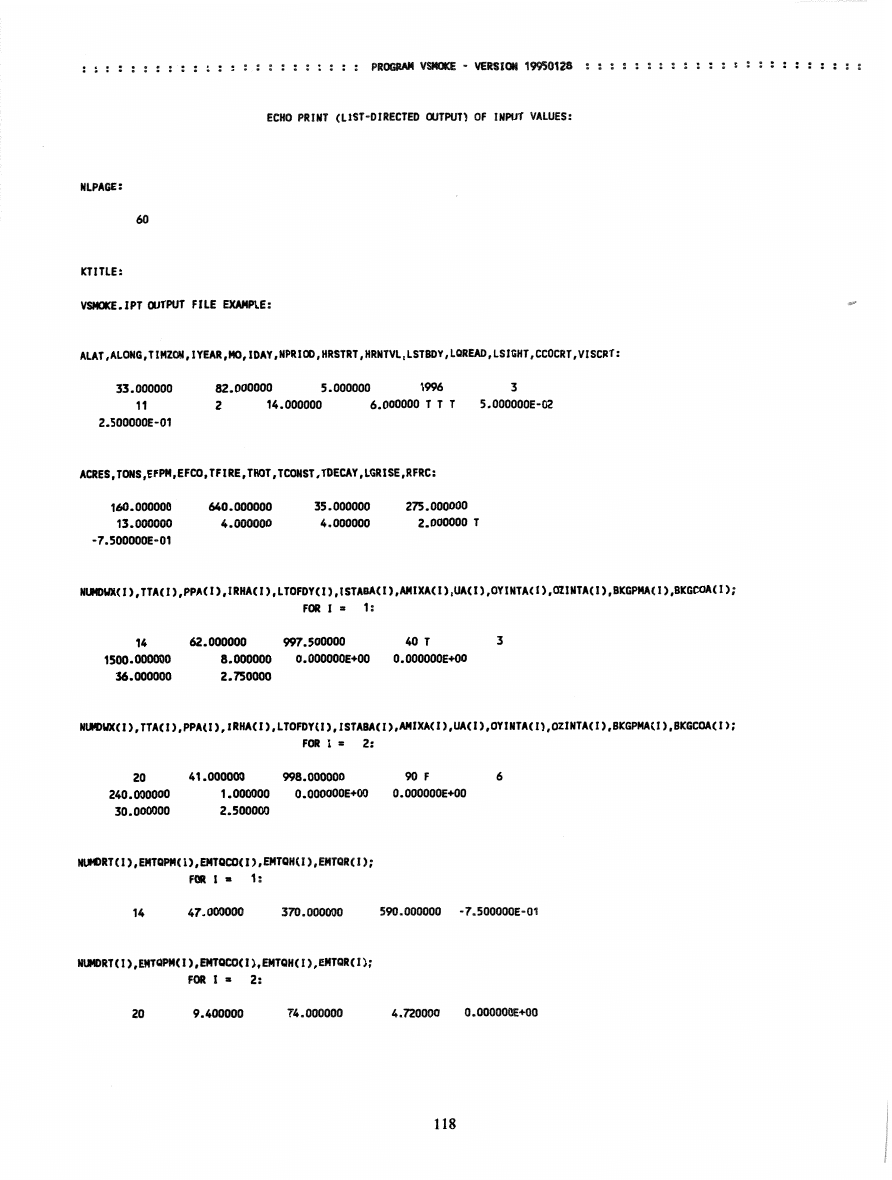 : : : : : : : : : : : : : : : : : : : : : : : PROGRAM VSMOKE - VERSION 19950128 : : : : : : : : : : : : : : : : : : : : : : :
ECHO PRINT (LIST-DIRECTED OUTPUT) OF INPUT VALUES:
NLPAGE:
60
KTITLE:
VSMOKE.IPT OUTPUT FILE EXAMPLE:
ALAT,ALONG,TIMZON,IYEAR,MO,IDAY,NPRIOD,HRSTRT,HRNTVL,LSTBDY,LQREAD,LSIGHT,CCOCRT,VISCRT:
33.000000 82.000000 5.000000 1996 3
11 2 14.000000 6.000000 T T T 5.000000E-02
2.500000E-01
ACRES,TONS,EFPM,EFCO,TFIRE,THOT,TCONST,TDECAY,LGRISE,RFRC:
160.000000 640.000000 35.000000 275.000000
13.000000 4.000000 4.000000 2.000000 T
-7.500000E-01
NUMDWX(I),TTA(I),PPA(I),IRHA(I),LTOFDY(I),ISTABA(I),AMIXA(I),UA(I),OYINTA(I),OZINTA(I),BKGPMA(I),BKGCOA(I);
FOR I = 1:
14 62.000000 997.500000 40 T 3
1500.000000 8.000000 0.000000E+00 0.000000E+00
36.000000 2.750000
NUMDWX(I),TTA(I),PPA(I),IRHA(I),LTOFDY(I),ISTABA(I),AMIXA(I),UA(I),OYINTA(I),OZINTA(I),BKGPMA(I),BKGCOA(I);
FOR I = 2:
20 41.000000 998.000000 90 F 6
240.000000 1.000000 0.000000E+00 0.000000E+00
30.000000 2.500000
NUMDRT(I),EMTQPM(I),EMTQCO(I),EMTQH(I),EMTQR(I);
FOR I = 1:
14 47.000000 370.000000 590.000000 -7.500000E-01
NUMDRT(I),EMTQPM(I),EMTQCO(I),EMTQH(I),EMTQR(I);
FOR I = 2:
20 9.400000 74.000000 4.720000 0.000000E+00
118